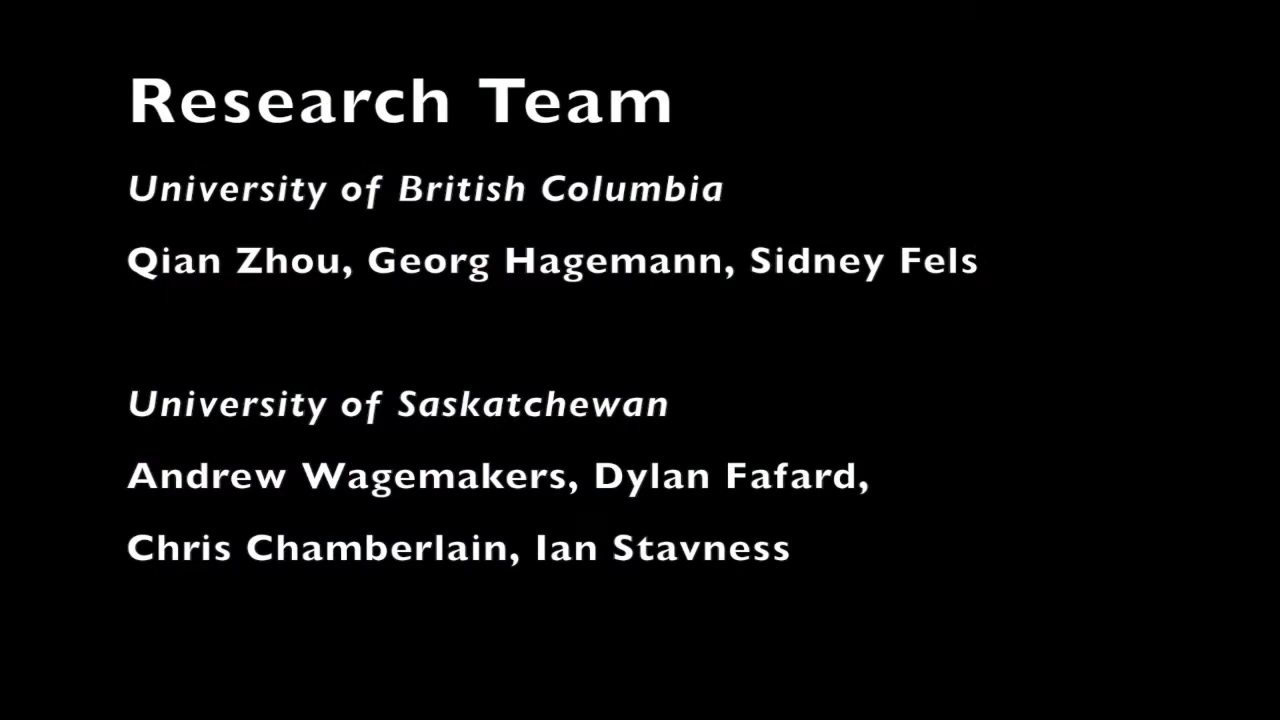 Research Team
University of British Columbia
Qian Zhou, Georg Hagemann, Sidney Fels
University of Saskatchewan
Andrew Wagemakers, Dylan Fafard,
Chris Chamberlain, Ian Stavness